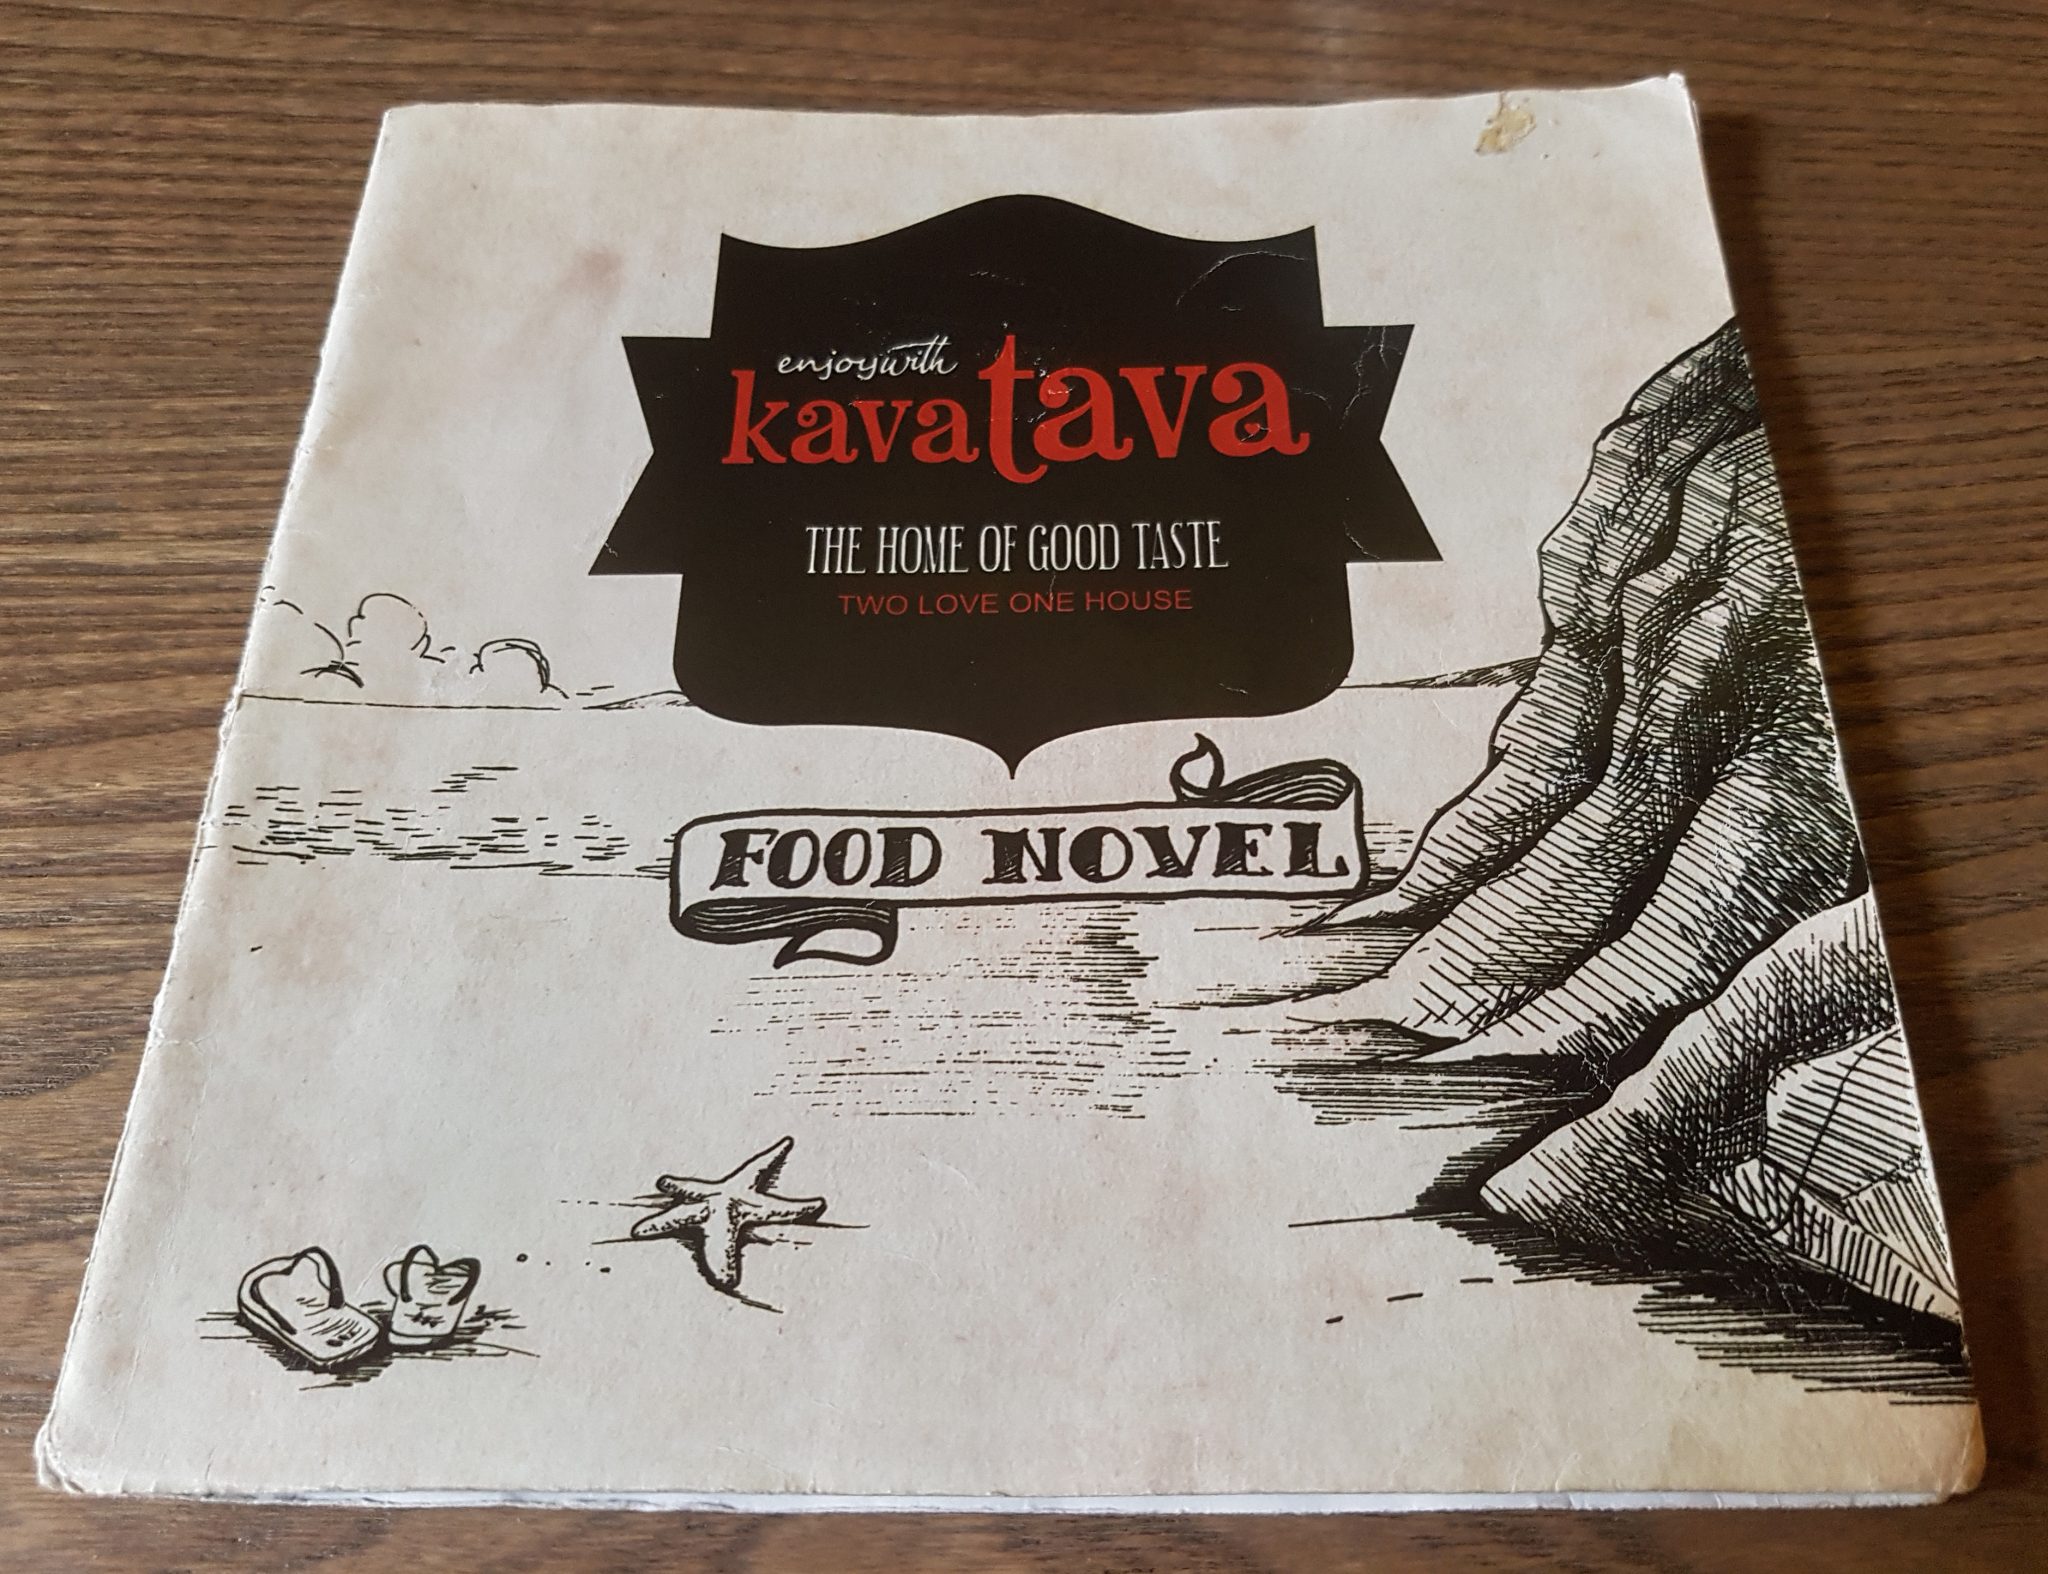 enjoywith
kavatava
THE HOME OF GOOD TASTE
TWO LOVE ONE HOUSE
FOOD NOVEL